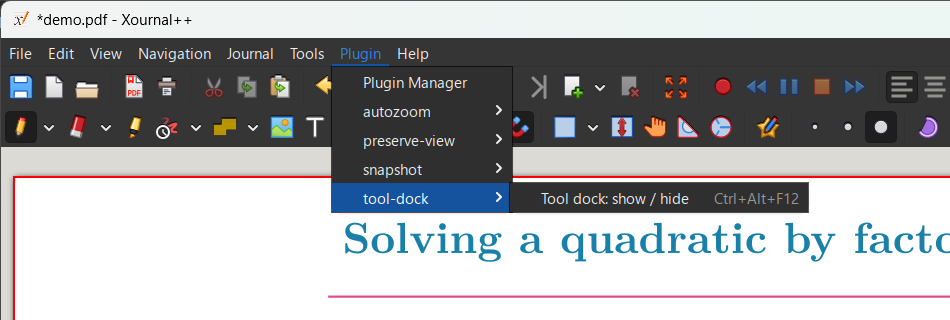 *demo.pdf - Xournal++
File Edit View Navigation Journal Tools Plugin Help
PDF
Plugin Manager
autozoom
preserve-view
snapshot
tool-dock
Tool dock: show / hide Ctrl+Alt+F12
Solving a quadratic by facto